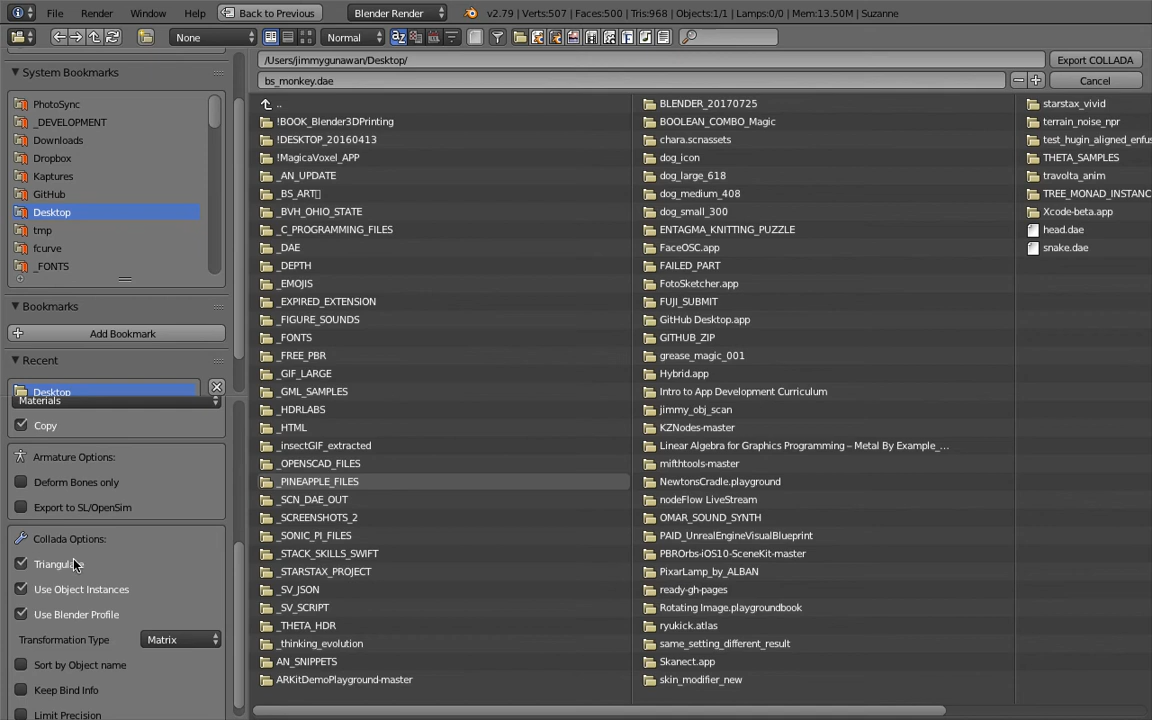 File Render Window Help Back to Previous Blender Render v2.79 | Verts:507 | Faces:500 | Tris:968 | Objects:1/1 | Lamps:0/0 | Mem:13.50M | Suzanne
None Normal
System Bookmarks
PhotoSync
_DEVELOPMENT
Downloads
Dropbox
Kaptures
GitHub
Desktop
tmp
fcurve
_FONTS
Bookmarks
Add Bookmark
Recent
Desktop
Materials
Copy
Armature Options:
Deform Bones only
Export to SL/OpenSim
Collada Options:
Triangulate
Use Object Instances
Use Blender Profile
Transformation Type Matrix
Sort by Object name
Keep Bind Info
Limit Precision
/Users/jimmygunawan/Desktop/ Export COLLADA
bs_monkey.dae Cancel
..
!BOOK_Blender3DPrinting
!DESKTOP_20160413
!MagicaVoxel_APP
_AN_UPDATE
_BS_ART
_BVH_OHIO_STATE
_C_PROGRAMMING_FILES
_DAE
_DEPTH
_EMOJIS
_EXPIRED_EXTENSION
_FIGURE_SOUNDS
_FONTS
_FREE_PBR
_GIF_LARGE
_GML_SAMPLES
_HDRLABS
_HTML
_insectGIF_extracted
_OPENSCAD_FILES
_PINEAPPLE_FILES
_SCN_DAE_OUT
_SCREENSHOTS_2
_SONIC_PI_FILES
_STACK_SKILLS_SWIFT
_STARSTAX_PROJECT
_SV_JSON
_SV_SCRIPT
_THETA_HDR
_thinking_evolution
AN_SNIPPETS
ARKitDemoPlayground-master
BLENDER_20170725
BOOLEAN_COMBO_Magic
chara.scnassets
dog_icon
dog_large_618
dog_medium_408
dog_small_300
ENTAGMA_KNITTING_PUZZLE
FaceOSC.app
FAILED_PART
FotoSketcher.app
FUJI_SUBMIT
GitHub Desktop.app
GITHUB_ZIP
grease_magic_001
Hybrid.app
Intro to App Development Curriculum
jimmy_obj_scan
KZNodes-master
Linear Algebra for Graphics Programming – Metal By Example_...
mifthtools-master
NewtonsCradle.playground
nodeFlow LiveStream
OMAR_SOUND_SYNTH
PAID_UnrealEngineVisualBlueprint
PBROrbs-iOS10-SceneKit-master
PixarLamp_by_ALBAN
ready-gh-pages
Rotating Image.playgroundbook
ryukick.atlas
same_setting_different_result
Skanect.app
skin_modifier_new
starstax_vivid
terrain_noise_npr
test_hugin_aligned_enfus
THETA_SAMPLES
travolta_anim
TREE_MONAD_INSTANC
Xcode-beta.app
head.dae
snake.dae